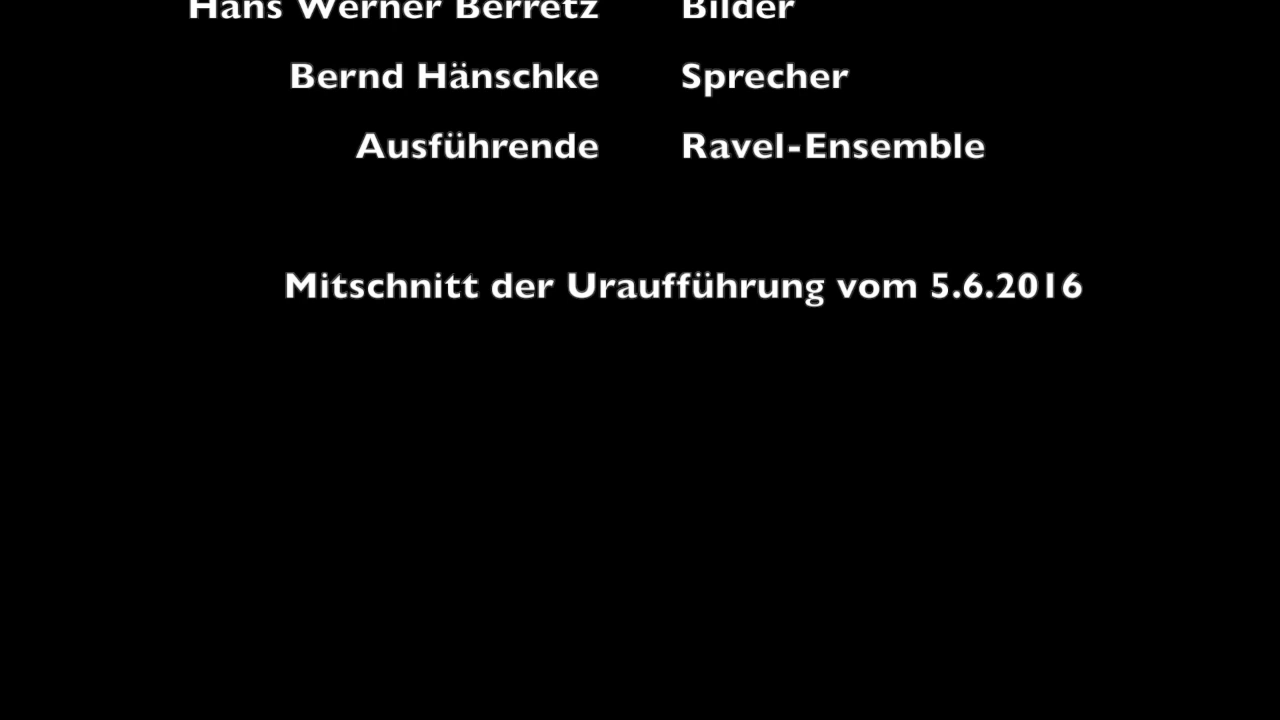 Hans Werner Berretz Bilder
Bernd Hänschke Sprecher
Ausführende Ravel-Ensemble
Mitschnitt der Uraufführung vom 5.6.2016